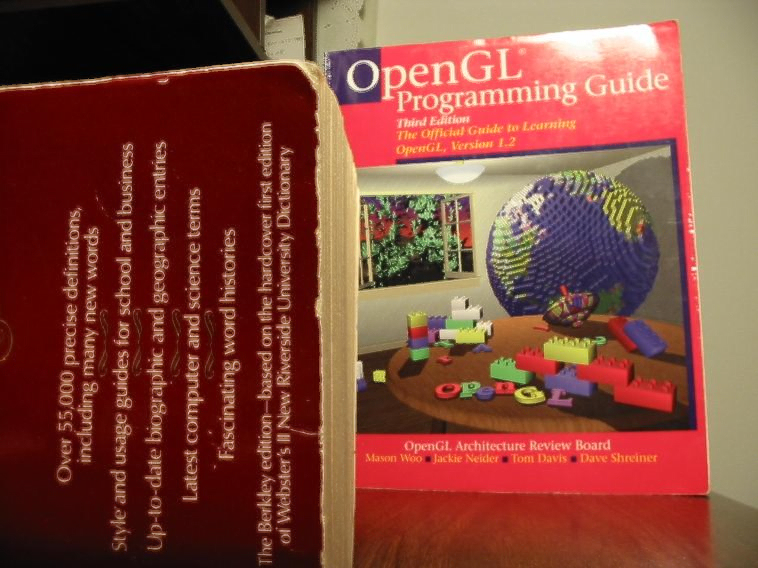 Over 55,000 precise definitions,
including many new words
Style and usage guides for school and business
Up-to-date biographic and geographic entries
Latest computer and science terms
Fascinating word histories
The Berkley edition—based on the hardcover first edition
of Webster's II New Riverside University Dictionary
OpenGL®
Programming Guide
Third Edition
The Official Guide to Learning
OpenGL, Version 1.2
OPENGL
OpenGL Architecture Review Board
Mason Woo ■ Jackie Neider ■ Tom Davis ■ Dave Shreiner